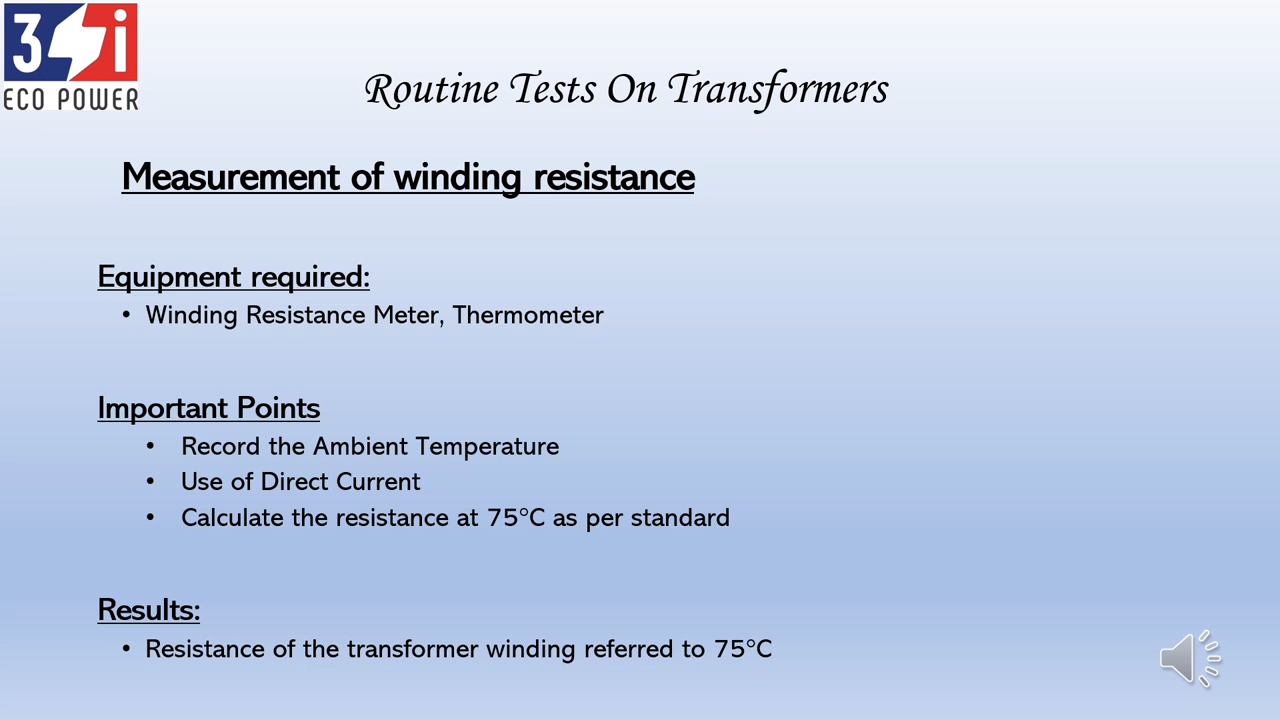 3 i
ECO POWER
Routine Tests On Transformers
Measurement of winding resistance
Equipment required:
• Winding Resistance Meter, Thermometer
Important Points
• Record the Ambient Temperature
• Use of Direct Current
• Calculate the resistance at 75°C as per standard
Results:
• Resistance of the transformer winding referred to 75°C